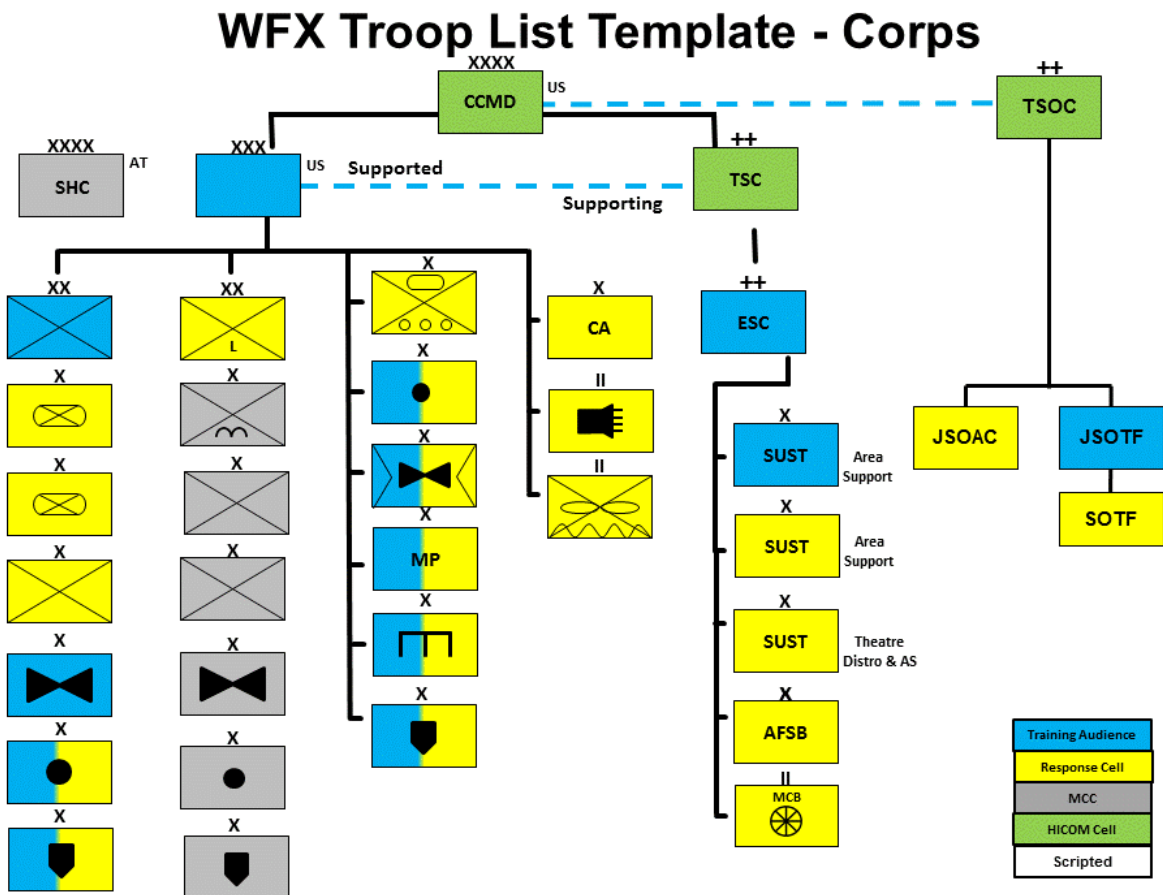 WFX Troop List Template - Corps
XXXX
CCMD
US
++
TSOC
XXXX
SHC
AT
XXX
US
Supported
Supporting
++
TSC
XX
XX
L
X
X
CA
++
ESC
X
X
X
II
X
X
X
II
X
MP
X
X
X
X
X
X
X
X
X
X
X
SUST
Area
Support
X
SUST
Area
Support
X
SUST
Theatre
Distro & AS
X
AFSB
II
MCB
JSOAC
JSOTF
SOTF
Training Audience
Response Cell
MCC
HICOM Cell
Scripted